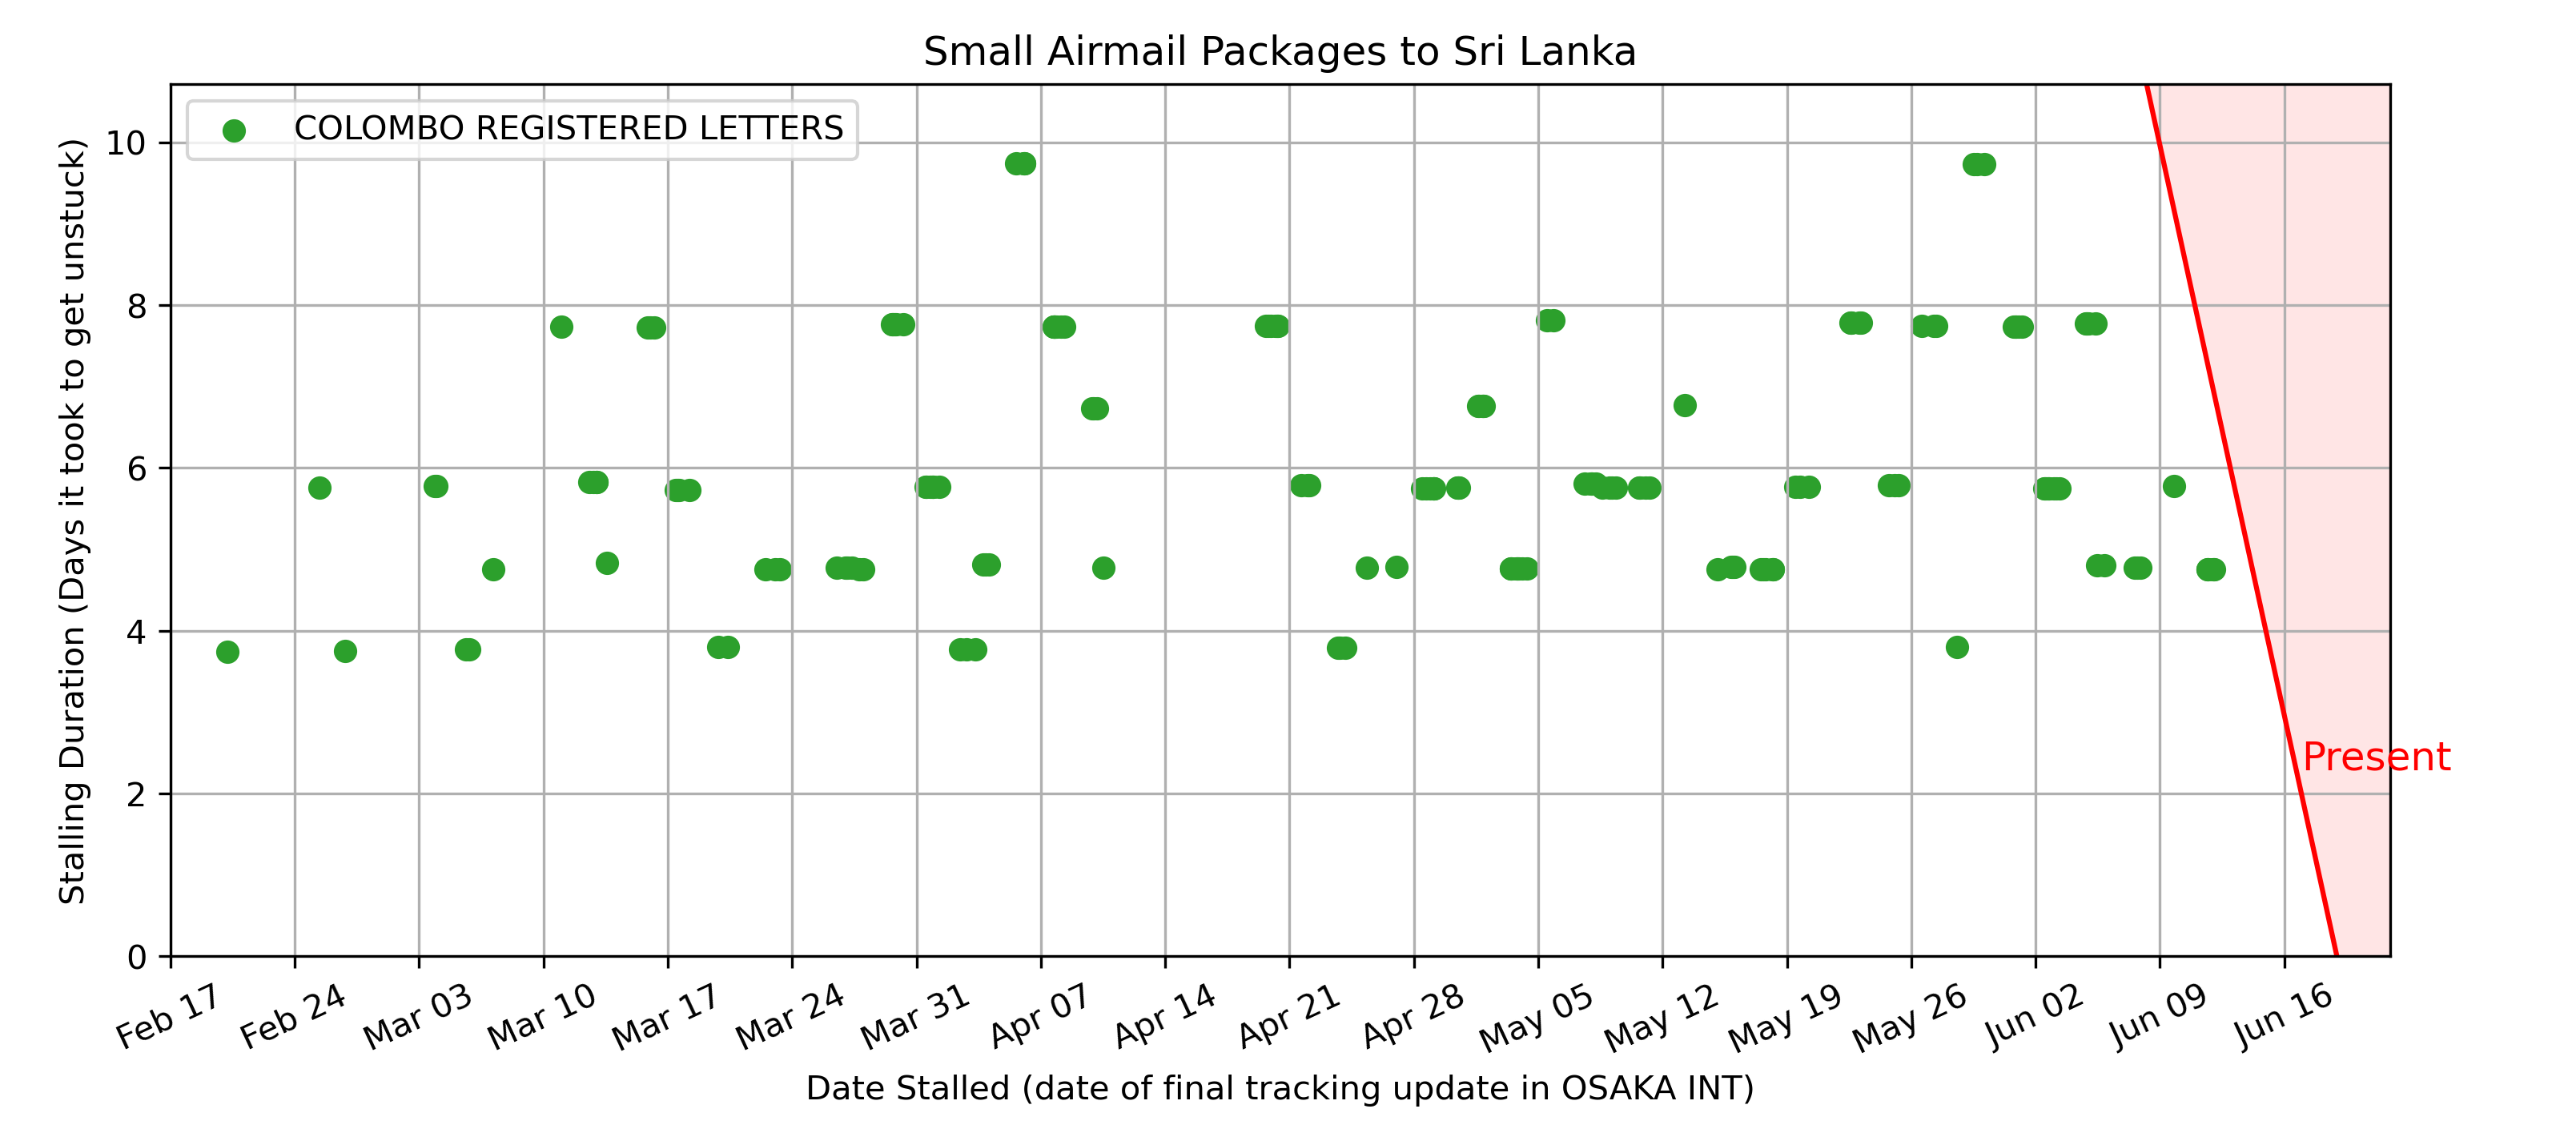 Small Airmail Packages to Sri Lanka
COLOMBO REGISTERED LETTERS
Stalling Duration (Days it took to get unstuck)
10
8
6
4
2
0
Present
Feb 17
Feb 24
Mar 03
Mar 10
Mar 17
Mar 24
Mar 31
Apr 07
Apr 14
Apr 21
Apr 28
May 05
May 12
May 19
May 26
Jun 02
Jun 09
Jun 16
Date Stalled (date of final tracking update in OSAKA INT)